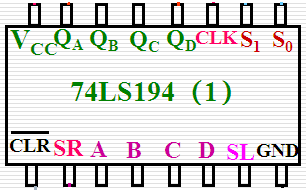 VCC QA QB QC QD CLK S1 S0
74LS194 (1)
CLR SR A B C D SL GND